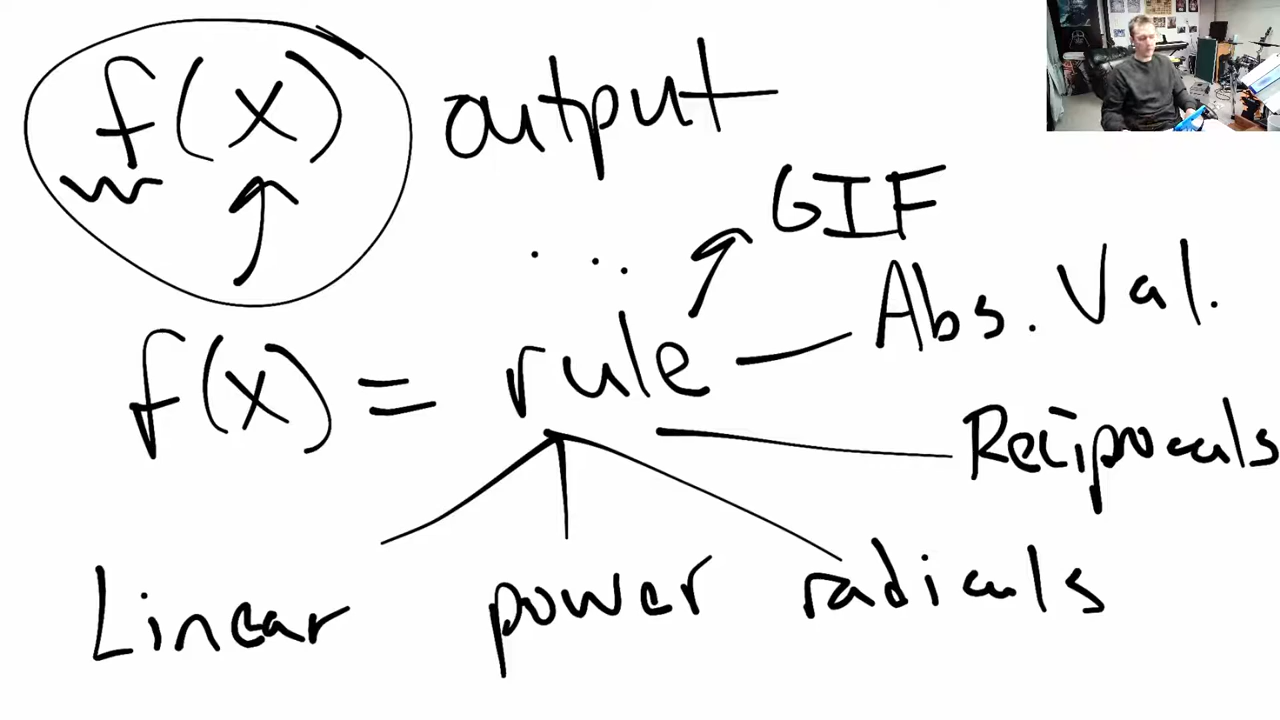 f(x) output
GIF
f(x) = rule
Abs. Val.
Reciprocals
Linear power radicals